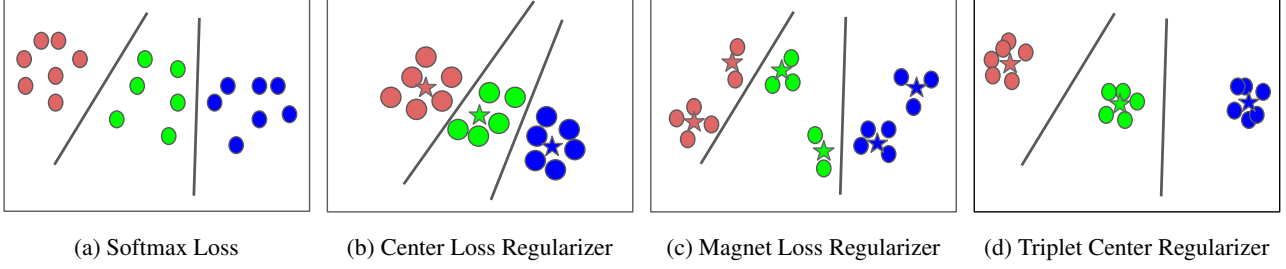 (a) Softmax Loss
(b) Center Loss Regularizer
(c) Magnet Loss Regularizer
(d) Triplet Center Regularizer